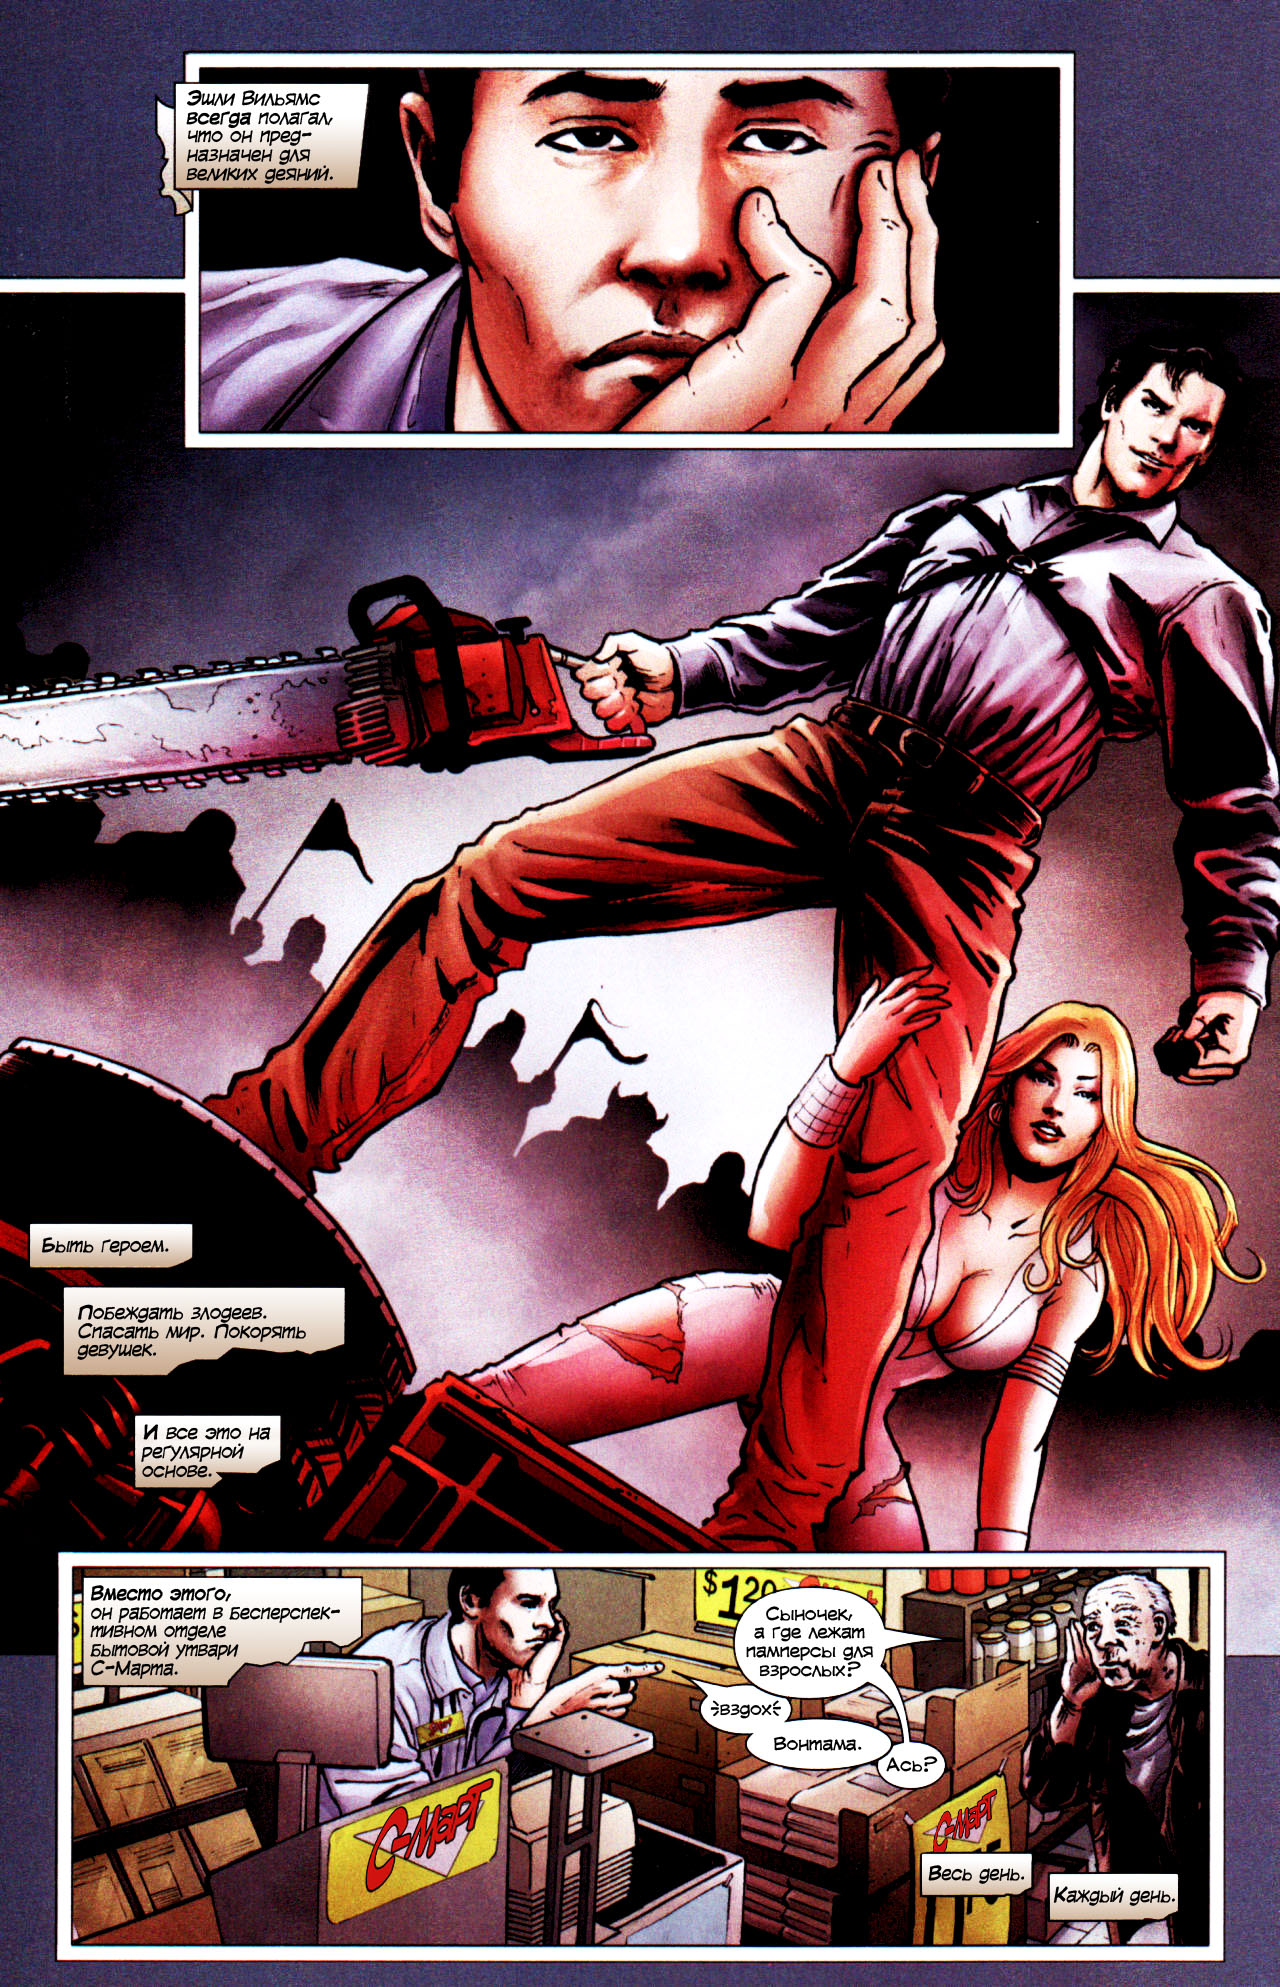 Эшли Вильямс
всегда полагал,
что он пред-
назначен для
великих деяний.
Быть героем.
Побеждать злодеев.
Спасать мир. Покорять
девушек.
И все это на
регулярной
основе.
Вместо этого,
он работает в бесперспек-
тивном отделе
бытовой утвари
С-Марта.
$1.20
Сыночек,
а где лежат
памперсы для
взрослых?
вздох
Вонтама.
Ась?
С-Март
С-Март
Весь день.
Каждый день.